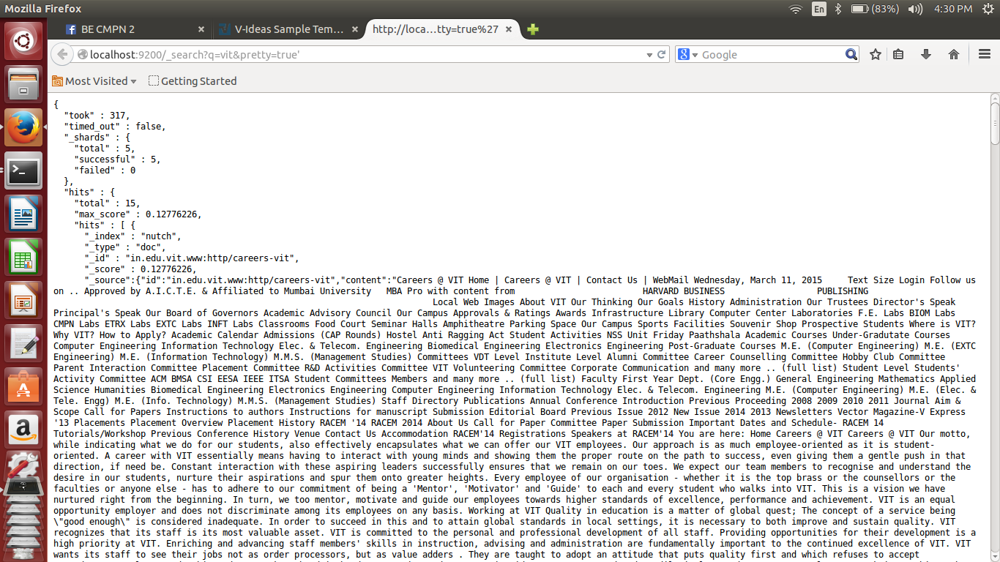 Mozilla Firefox
En
(83%)
4:30 PM
BE CMPN 2
V-Ideas Sample Tem...
http://loca...tty=true%27
localhost:9200/_search?q=vit&pretty=true'
Google
Most Visited
Getting Started
{
"took" : 317,
"timed_out" : false,
"_shards" : {
"total" : 5,
"successful" : 5,
"failed" : 0
},
"hits" : {
"total" : 15,
"max_score" : 0.12776226,
"hits" : [ {
"_index" : "nutch",
"_type" : "doc",
"_id" : "in.edu.vit.www:http/careers-vit",
"_score" : 0.12776226,
"_source":{"id":"in.edu.vit.www:http/careers-vit","content":"Careers @ VIT Home | Careers @ VIT | Contact Us | WebMail Wednesday, March 11, 2015 Text Size Login Follow us
on .. Approved by A.I.C.T.E. & Affiliated to Mumbai University MBA Pro with content from HARVARD BUSINESS PUBLISHING
Local Web Images About VIT Our Thinking Our Goals History Administration Our Trustees Director's Speak
Principal's Speak Our Board of Governors Academic Advisory Council Our Campus Approvals & Ratings Awards Infrastructure Library Computer Center Laboratories F.E. Labs BIOM Labs
CMPN Labs ETRX Labs EXTC Labs INFT Labs Classrooms Food Court Seminar Halls Amphitheatre Parking Space Our Campus Sports Facilities Souvenir Shop Prospective Students Where is VIT?
Why VIT? How to Apply? Academic Calendar Admissions (CAP Rounds) Hostel Anti Ragging Act Student Activities NSS Unit Friday Paathshala Academic Courses Under-Gradutate Courses
Computer Engineering Information Technology Elec. & Telecom. Engineering Biomedical Engineering Electronics Engineering Post-Graduate Courses M.E. (Computer Engineering) M.E. (EXTC
Engineering) M.E. (Information Technology) M.M.S. (Management Studies) Committees VDT Level Institute Level Alumni Committee Career Counselling Committee Hobby Club Committee
Parent Interaction Committee Placement Committee R&D Activities Committee VIT Volunteering Committee Corporate Communication and many more .. (full list) Student Level Students'
Activity Committee ACM BMSA CSI EESA IEEE ITSA Student Committees Members and many more .. (full list) Faculty First Year Dept. (Core Engg.) General Engineering Mathematics Applied
Science Humanities Biomedical Engineering Electronics Engineering Computer Engineering Information Technology Elec. & Telecom. Engineering M.E. (Computer Engineering) M.E. (Elec. &
Tele. Engg) M.E. (Info. Technology) M.M.S. (Management Studies) Staff Directory Publications Annual Conference Introduction Previous Proceeding 2008 2009 2010 2011 Journal Aim &
Scope Call for Papers Instructions to authors Instructions for manuscript Submission Editorial Board Previous Issue 2012 New Issue 2014 2013 Newsletters Vector Magazine-V Express
'13 Placements Placement Overview Placement History RACEM '14 RACEM 2014 About Us Call for Paper Committee Paper Submission Important Dates and Schedule- RACEM 14
Tutorials/Workshop Previous Conference History Venue Contact Us Accommodation RACEM'14 Registrations Speakers at RACEM'14 You are here: Home Careers @ VIT Careers @ VIT Our motto,
while indicating what we do for our students, also effectively encapsulates what we can offer our VIT employees. Our approach is as much employee-oriented as it is student-
oriented. A career with VIT essentially means having to interact with young minds and showing them the proper route on the path to success, even giving them a gentle push in that
direction, if need be. Constant interaction with these aspiring leaders successfully ensures that we remain on our toes. We expect our team members to recognise and understand the
desire in our students, nurture their aspirations and spur them onto greater heights. Every employee of our organisation - whether it is the top brass or the counsellors or the
faculties or anyone else - has to adhere to our commitment of being a 'Mentor', 'Motivator' and 'Guide' to each and every student who walks into VIT. This is a vision we have
nurtured right from the beginning. In turn, we too mentor, motivate and guide our employees towards higher standards of excellence, performance and achievement. VIT is an equal
opportunity employer and does not discriminate among its employees on any basis. Working at VIT Quality in education is a matter of global quest; The concept of a service being
\"good enough\" is considered inadequate. In order to succeed in this and to attain global standards in local settings, it is necessary to both improve and sustain quality. VIT
recognizes that its staff is its most valuable asset. VIT is committed to the personal and professional development of all staff. Providing opportunities for their development is a
high priority at VIT. Enriching and advancing staff members' skills in instruction, advising and administration are fundamentally important to the continued excellence of VIT. VIT
wants its staff to see their jobs not as order processors, but as value adders . They are taught to adopt an attitude that puts quality first and which refuses to accept